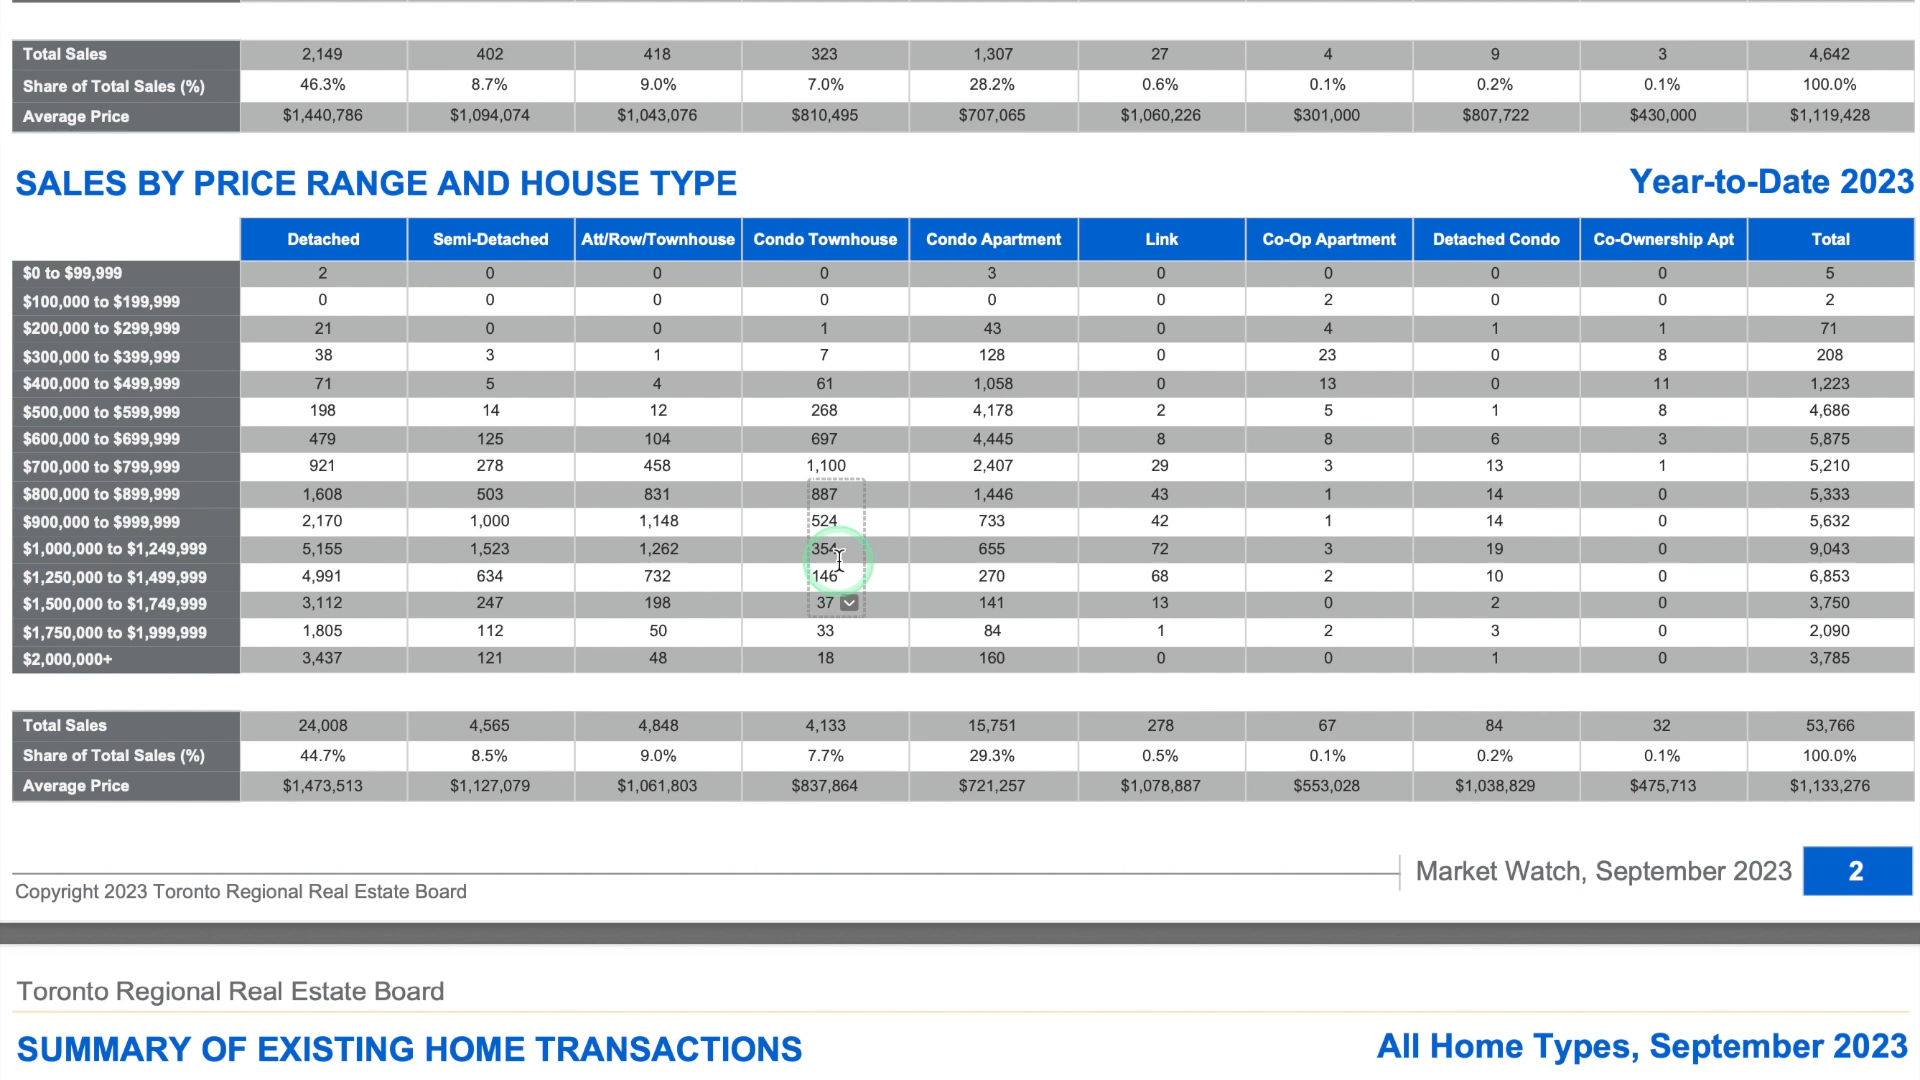 Total Sales 2,149 402 418 323 1,307 27 4 9 3 4,642
Share of Total Sales (%) 46.3% 8.7% 9.0% 7.0% 28.2% 0.6% 0.1% 0.2% 0.1% 100.0%
Average Price $1,440,786 $1,094,074 $1,043,076 $810,495 $707,065 $1,060,226 $301,000 $807,722 $430,000 $1,119,428
SALES BY PRICE RANGE AND HOUSE TYPE Year-to-Date 2023
Detached Semi-Detached Att/Row/Townhouse Condo Townhouse Condo Apartment Link Co-Op Apartment Detached Condo Co-Ownership Apt Total
$0 to $99,999 2 0 0 0 3 0 0 0 0 5
$100,000 to $199,999 0 0 0 0 0 0 2 0 0 2
$200,000 to $299,999 21 0 0 1 43 0 4 1 1 71
$300,000 to $399,999 38 3 1 7 128 0 23 0 8 208
$400,000 to $499,999 71 5 4 61 1,058 0 13 0 11 1,223
$500,000 to $599,999 198 14 12 268 4,178 2 5 1 8 4,686
$600,000 to $699,999 479 125 104 697 4,445 8 8 6 3 5,875
$700,000 to $799,999 921 278 458 1,100 2,407 29 3 13 1 5,210
$800,000 to $899,999 1,608 503 831 887 1,446 43 1 14 0 5,333
$900,000 to $999,999 2,170 1,000 1,148 524 733 42 1 14 0 5,632
$1,000,000 to $1,249,999 5,155 1,523 1,262 354 655 72 3 19 0 9,043
$1,250,000 to $1,499,999 4,991 634 732 146 270 68 2 10 0 6,853
$1,500,000 to $1,749,999 3,112 247 198 37 141 13 0 2 0 3,750
$1,750,000 to $1,999,999 1,805 112 50 33 84 1 2 3 0 2,090
$2,000,000+ 3,437 121 48 18 160 0 0 1 0 3,785
Total Sales 24,008 4,565 4,848 4,133 15,751 278 67 84 32 53,766
Share of Total Sales (%) 44.7% 8.5% 9.0% 7.7% 29.3% 0.5% 0.1% 0.2% 0.1% 100.0%
Average Price $1,473,513 $1,127,079 $1,061,803 $837,864 $721,257 $1,078,887 $553,028 $1,038,829 $475,713 $1,133,276
Market Watch, September 2023 2
Copyright 2023 Toronto Regional Real Estate Board
Toronto Regional Real Estate Board
SUMMARY OF EXISTING HOME TRANSACTIONS All Home Types, September 2023